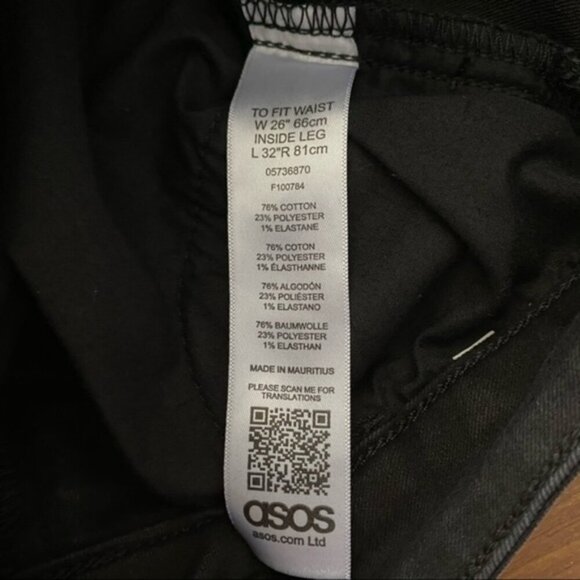 TO FIT WAIST
W 26" 66cm
INSIDE LEG
L 32"R 81cm
05736870
F100784
76% COTTON
23% POLYESTER
1% ELASTANE
76% COTON
23% POLYESTER
1% ÉLASTHANNE
76% ALGODÓN
23% POLIÉSTER
1% ELASTANO
76% BAUMWOLLE
23% POLYESTER
1% ELASTHAN
MADE IN MAURITIUS
PLEASE SCAN ME FOR
TRANSLATIONS
asos
asos.com Ltd